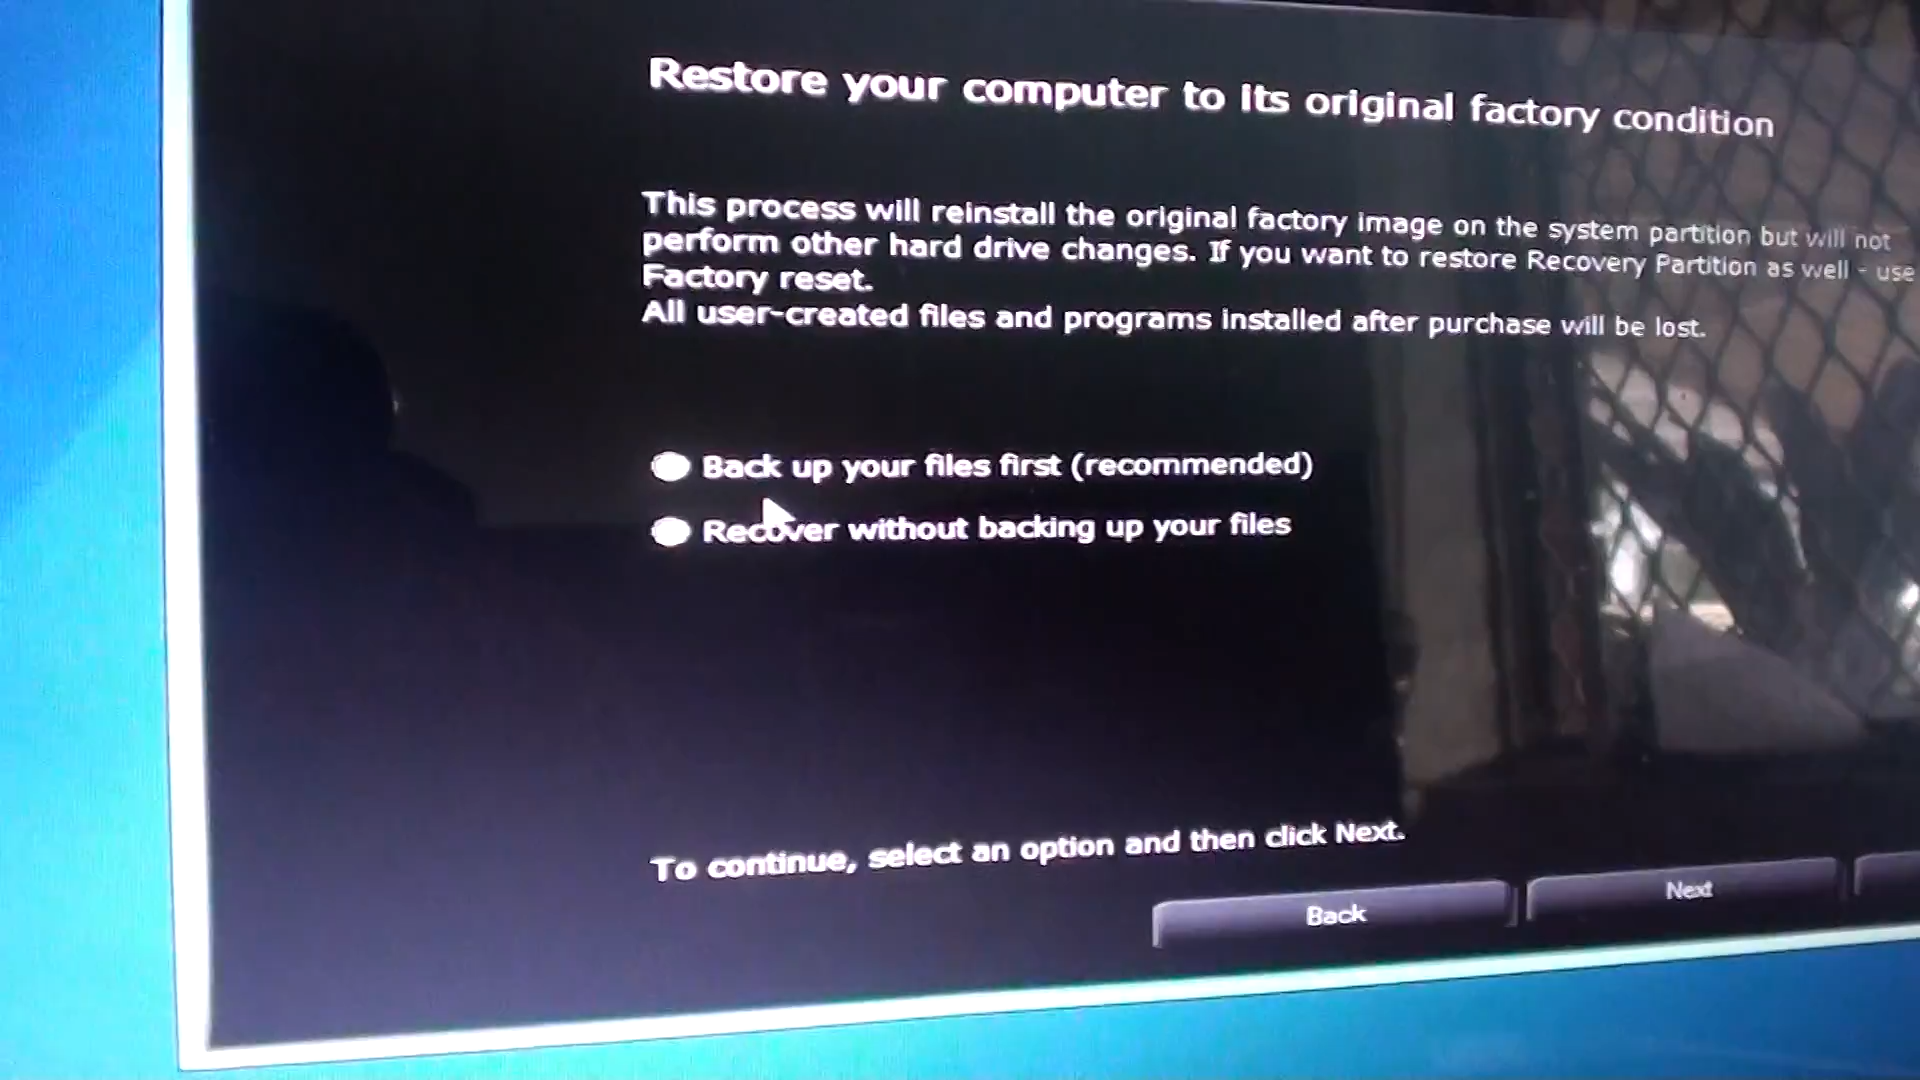 Restore your computer to its original factory condition
This process will reinstall the original factory image on the system partition but will not
perform other hard drive changes. If you want to restore Recovery Partition as well - use
Factory reset.
All user-created files and programs installed after purchase will be lost.
Back up your files first (recommended)
Recover without backing up your files
To continue, select an option and then click Next.
Back
Next